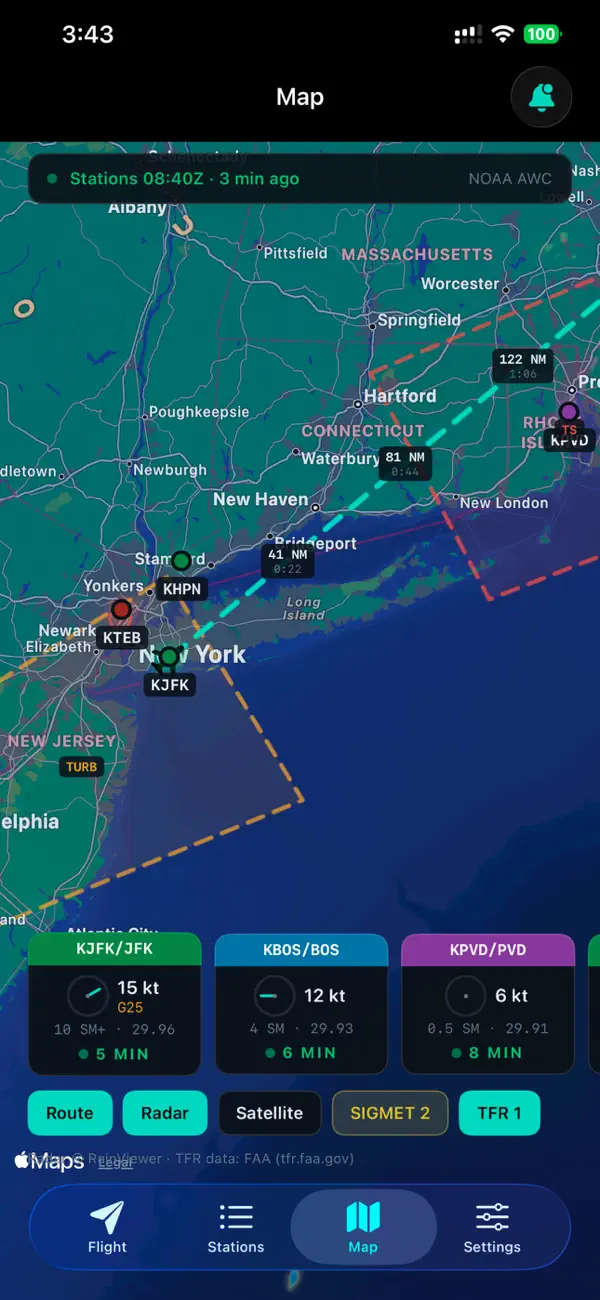 3:43
100
Map
Schenectady
Stations 08:40Z · 3 min ago
NOAA AWC
Albany
Pittsfield
MASSACHUSETTS
Worcester
Springfield
122 NM
1:06
Hartford
TS
KPVD
CONNECTICUT
Poughkeepsie
Waterbury
81 NM
0:44
Newburgh
New Haven
New London
Bridgeport
41 NM
0:22
Yonkers
KHPN
Long
Island
Newark
KTEB
Elizabeth
New York
KJFK
NEW JERSEY
TURB
Atlantic City
KJFK/JFK
15 kt
G25
10 SM+ · 29.96
5 MIN
KBOS/BOS
12 kt
4 SM · 29.93
6 MIN
KPVD/PVD
6 kt
0.5 SM · 29.91
8 MIN
Route
Radar
Satellite
SIGMET 2
TFR 1
Maps
Legal
Radar © RainViewer · TFR data: FAA (tfr.faa.gov)
Flight
Stations
Map
Settings